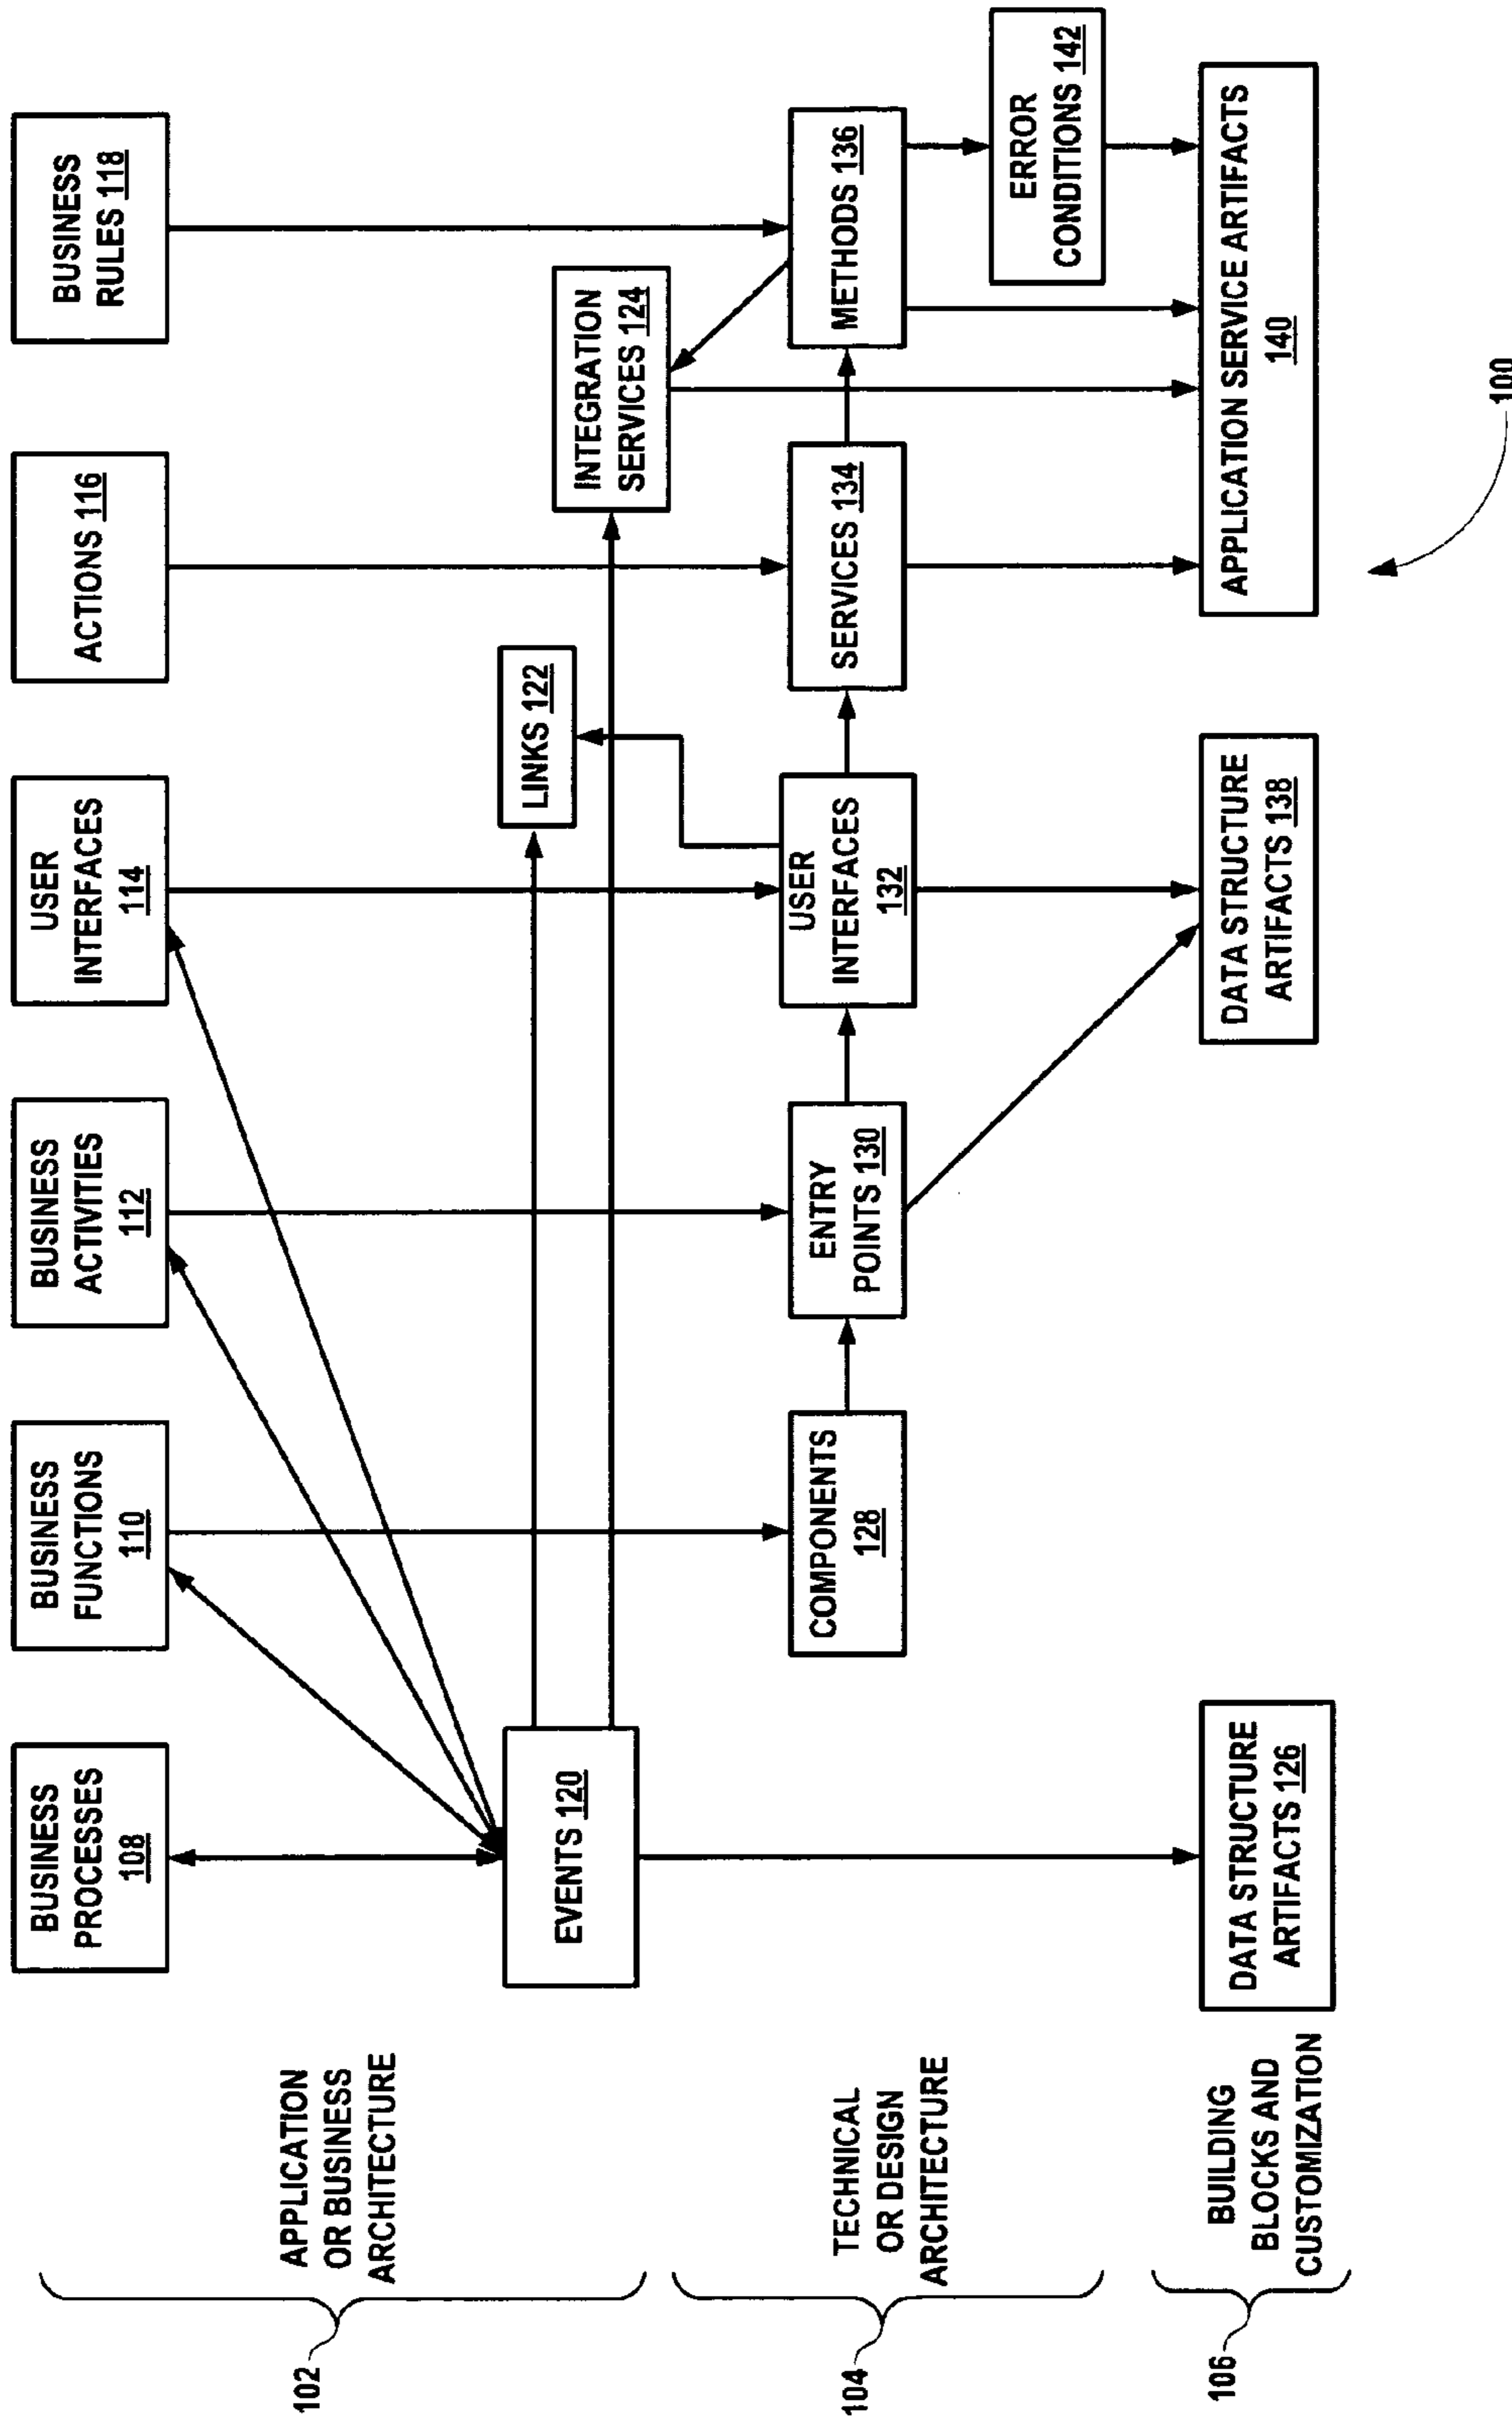 BUSINESS
PROCESSES
108
BUSINESS
FUNCTIONS
110
BUSINESS
ACTIVITIES
112
USER
INTERFACES
114
ACTIONS 116
BUSINESS
RULES 118
APPLICATION
OR BUSINESS
ARCHITECTURE
102
EVENTS 120
LINKS 122
INTEGRATION
SERVICES 124
TECHNICAL
OR DESIGN
ARCHITECTURE
104
COMPONENTS
128
ENTRY
POINTS 130
USER
INTERFACES
132
SERVICES 134
METHODS 136
ERROR
CONDITIONS 142
BUILDING
BLOCKS AND
CUSTOMIZATION
106
DATA STRUCTURE
ARTIFACTS 126
DATA STRUCTURE
ARTIFACTS 138
APPLICATION SERVICE ARTIFACTS
140
100